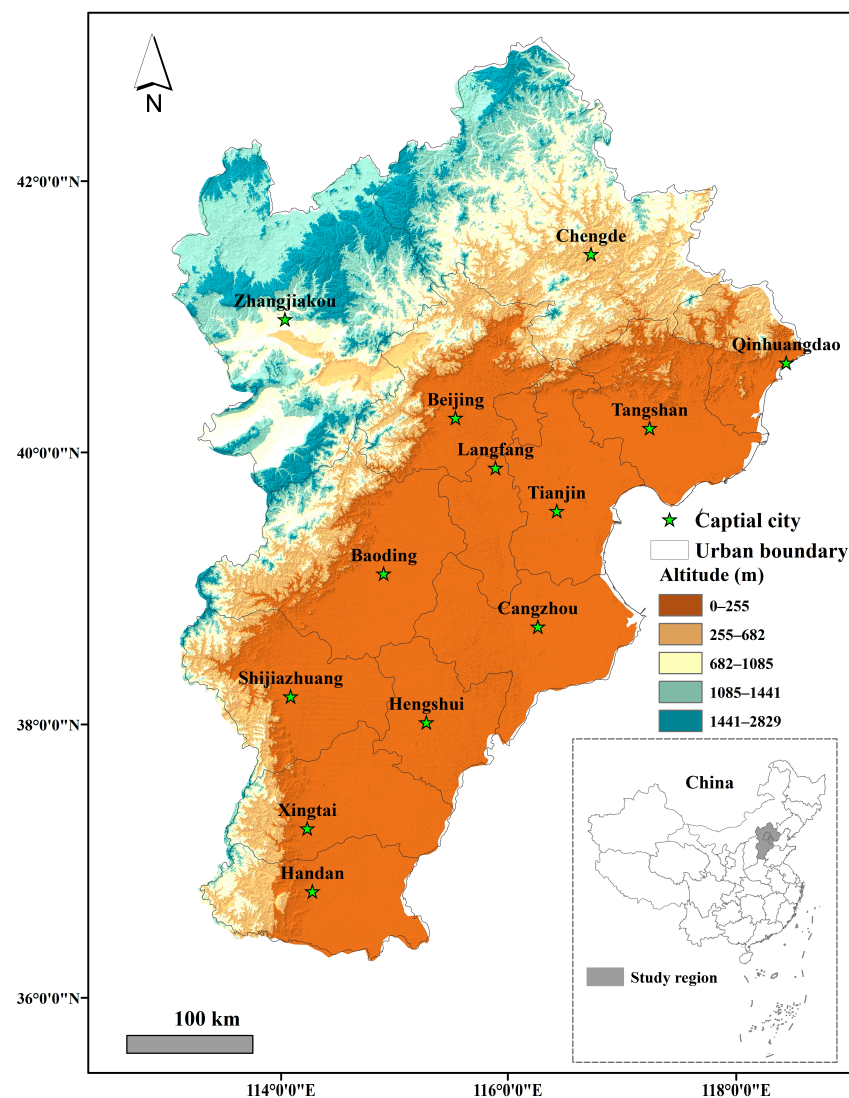 N
42°0'0"N
40°0'0"N
38°0'0"N
36°0'0"N
Chengde
Zhangjiakou
Qinhuangdao
Beijing
Tangshan
Langfang
Tianjin
Baoding
Cangzhou
Shijiazhuang
Hengshui
Xingtai
Handan
Captial city
Urban boundary
Altitude (m)
0–255
255–682
682–1085
1085–1441
1441–2829
China
Study region
100 km
114°0'0"E
116°0'0"E
118°0'0"E